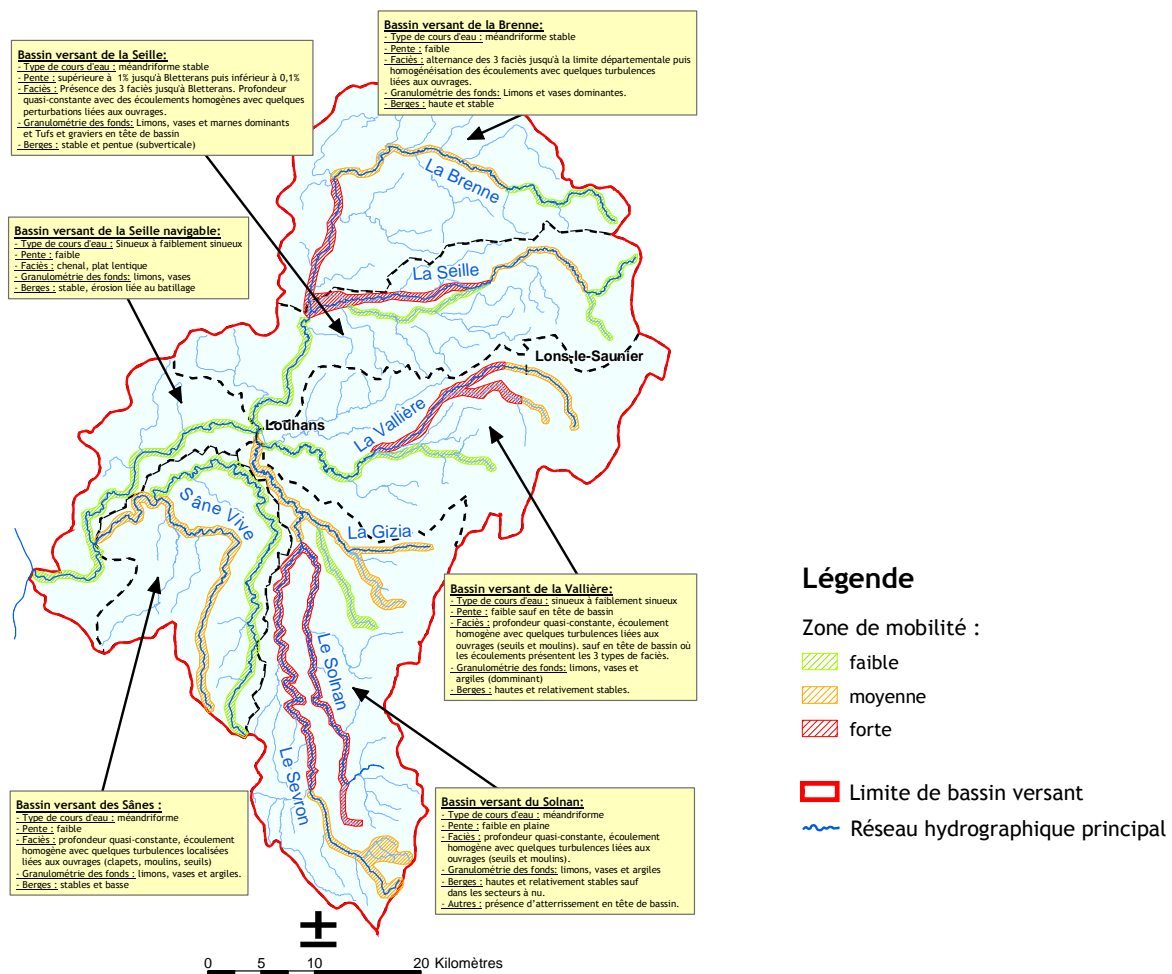 Bassin versant de la Brenne:
- Type de cours d'eau : méandriforme stable
- Pente : faible
- Faciès : alternance des 3 faciès jusqu'à la limite départementale puis
homogénéisation des écoulements avec quelques turbulences
liées aux ouvrages.
- Granulométrie des fonds: Limons et vases dominantes.
- Berges : haute et stable
Bassin versant de la Seille:
- Type de cours d'eau : méandriforme stable
- Pente : supérieure à 1% jusqu'à Bletterans puis inférieur à 0,1%
- Faciès : Présence des 3 faciès jusqu'à Bletterans. Profondeur
quasi-constante avec des écoulements homogènes avec quelques
perturbations liées aux ouvrages.
- Granulométrie des fonds: Limons, vases et marnes dominants
et Tufs et graviers en tête de bassin
- Berges : stable et pentue (subverticale)
La Brenne
Bassin versant de la Seille navigable:
- Type de cours d'eau : Sinueux à faiblement sinueux
- Pente : faible
- Faciès : chenal, plat lentique
- Granulométrie des fonds: limons, vases
- Berges : stable, érosion liée au batillage
La Seille
Lons-le-Saunier
La Vallière
Louhans
Sâne Vive
La Gizia
Bassin versant de la Vallière:
- Type de cours d'eau : sinueux à faiblement sinueux
- Pente : faible sauf en tête de bassin
- Faciès : profondeur quasi-constante, écoulement
homogène avec quelques turbulences liées aux
ouvrages (seuils et moulins). sauf en tête de bassin où
les écoulements présentent les 3 types de faciès.
- Granulométrie des fonds: limons, vases et
argiles (domminant)
- Berges : hautes et relativement stables.
Le Solnan
Le Sevron
Bassin versant des Sânes :
- Type de cours d'eau : méandriforme
- Pente : faible
- Faciès : profondeur quasi-constante, écoulement
homogène avec quelques turbulences localisées
liées aux ouvrages (clapets, moulins, seuils)
- Granulométrie des fonds : limons, vases et argiles.
- Berges : stables et basse
Bassin versant du Solnan:
- Type de cours d'eau : méandriforme
- Pente : faible en plaine
- Faciès : profondeur quasi-constante, écoulement
homogène avec quelques turbulences liées aux
ouvrages (seuils et moulins).
- Granulométrie des fonds: limons, vases et argiles
- Berges : hautes et relativement stables sauf
dans les secteurs à nu.
- Autres : présence d'atterrissement en tête de bassin.
0 5 10 20 Kilomètres
Légende
Zone de mobilité :
faible
moyenne
forte
Limite de bassin versant
Réseau hydrographique principal